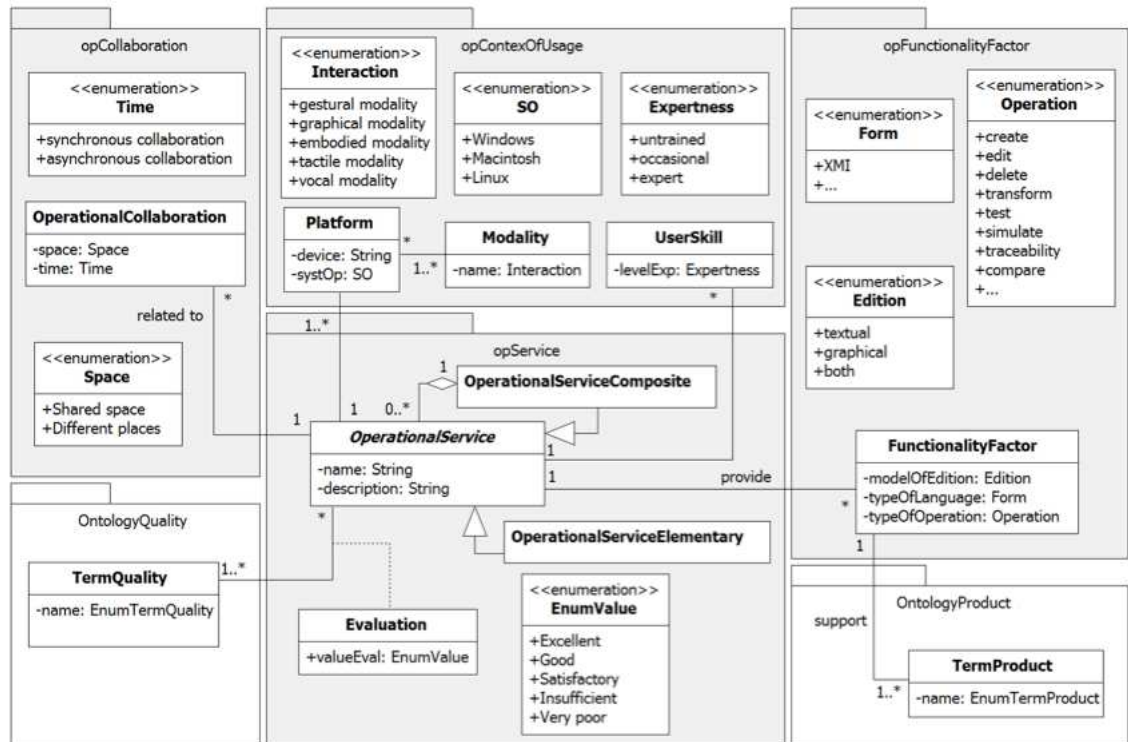 opCollaboration
<<enumeration>>
Time
+synchronous collaboration
+asynchronous collaboration
OperationalCollaboration
-space: Space
-time: Time
*
related to
<<enumeration>>
Space
+Shared space
+Different places
1
opContexOfUsage
<<enumeration>>
Interaction
+gestural modality
+graphical modality
+embodied modality
+tactile modality
+vocal modality
<<enumeration>>
SO
+Windows
+Macintosh
+Linux
<<enumeration>>
Expertness
+untrained
+occasional
+expert
Platform
-device: String
-systOp: SO
*
1..*
Modality
-name: Interaction
UserSkill
-levelExp: Expertness
*
1..*
opService
1
OperationalServiceComposite
1
0..*
OperationalService
-name: String
-description: String
1
1
provide
*
OperationalServiceElementary
Evaluation
+valueEval: EnumValue
<<enumeration>>
EnumValue
+Excellent
+Good
+Satisfactory
+Insufficient
+Very poor
opFunctionalityFactor
<<enumeration>>
Form
+XMI
+...
<<enumeration>>
Operation
+create
+edit
+delete
+transform
+test
+simulate
+traceability
+compare
+...
<<enumeration>>
Edition
+textual
+graphical
+both
FunctionalityFactor
-modelOfEdition: Edition
-typeOfLanguage: Form
-typeOfOperation: Operation
*
1
OntologyQuality
TermQuality
-name: EnumTermQuality
1..*
OntologyProduct
support
TermProduct
-name: EnumTermProduct
1..*